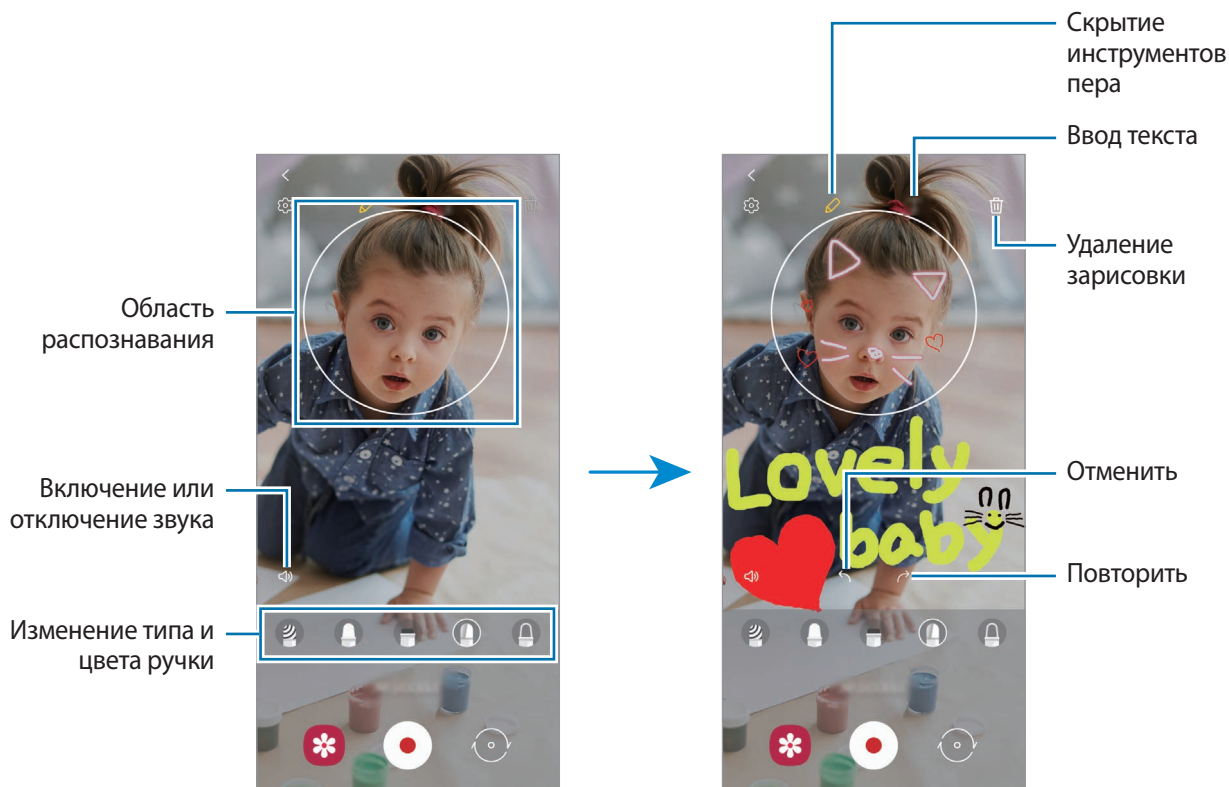 Скрытие
инструментов
пера
Ввод текста
Удаление
зарисовки
Область
распознавания
Lovely
baby
Отменить
Включение или
отключение звука
Повторить
Изменение типа и
цвета ручки